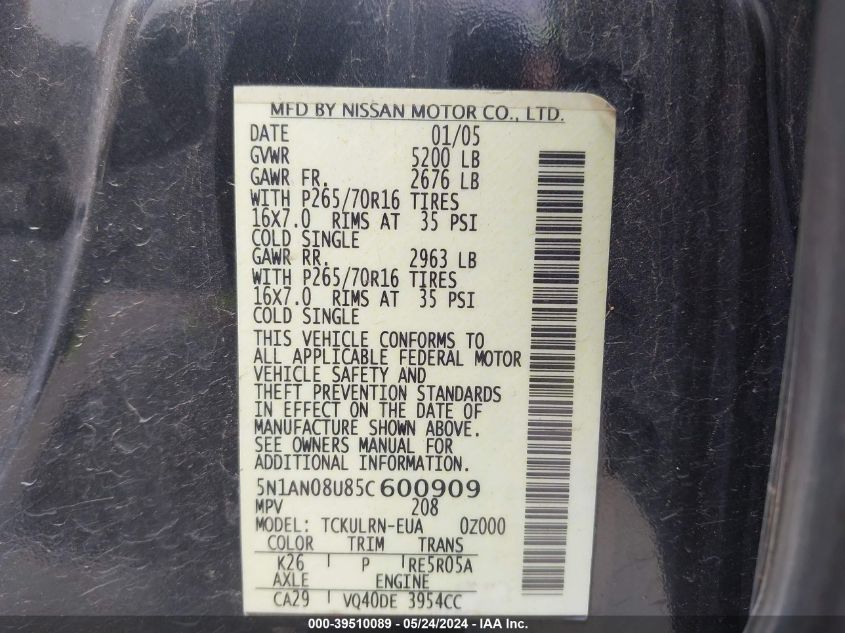 MFD BY NISSAN MOTOR CO., LTD.
DATE 01/05
GVWR 5200 LB
GAWR FR. 2676 LB
WITH P265/70R16 TIRES
16X7.0 RIMS AT 35 PSI
COLD SINGLE
GAWR RR. 2963 LB
WITH P265/70R16 TIRES
16X7.0 RIMS AT 35 PSI
COLD SINGLE
THIS VEHICLE CONFORMS TO
ALL APPLICABLE FEDERAL MOTOR
VEHICLE SAFETY AND
THEFT PREVENTION STANDARDS
IN EFFECT ON THE DATE OF
MANUFACTURE SHOWN ABOVE.
SEE OWNERS MANUAL FOR
ADDITIONAL INFORMATION.
5N1AN08U85C600909
MPV 208
MODEL: TCKULRN-EUA 0Z000
COLOR TRIM TRANS
K26 P RE5R05A
AXLE ENGINE
CA29 VQ40DE 3954CC
000-39510089 - 05/24/2024 - IAA Inc.